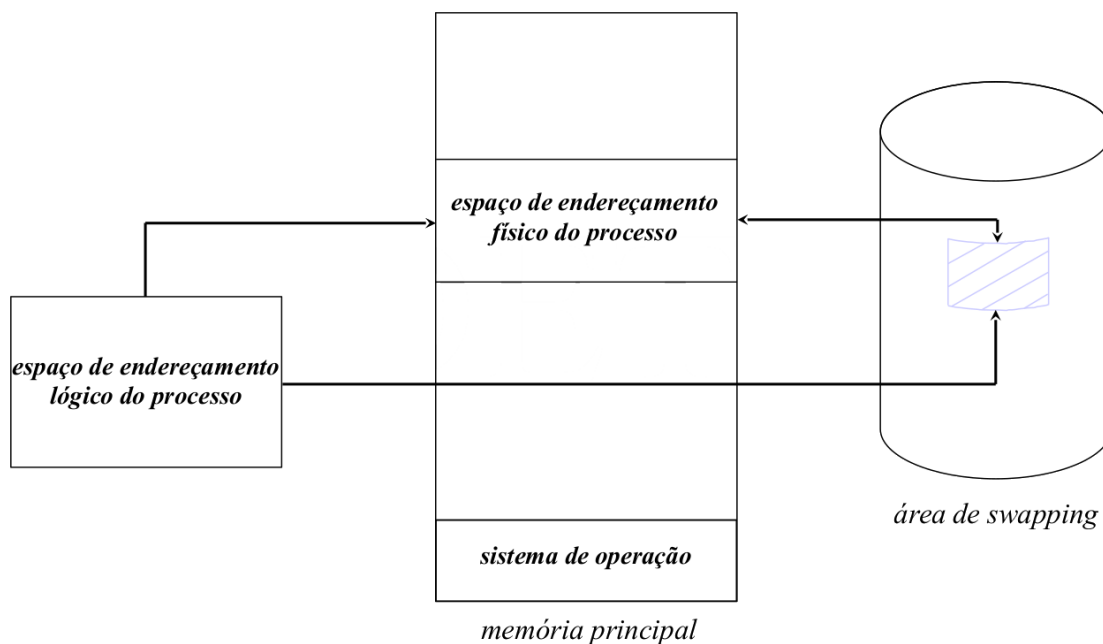 espaço de endereçamento
físico do processo
espaço de endereçamento
lógico do processo
área de swapping
sistema de operação
memória principal